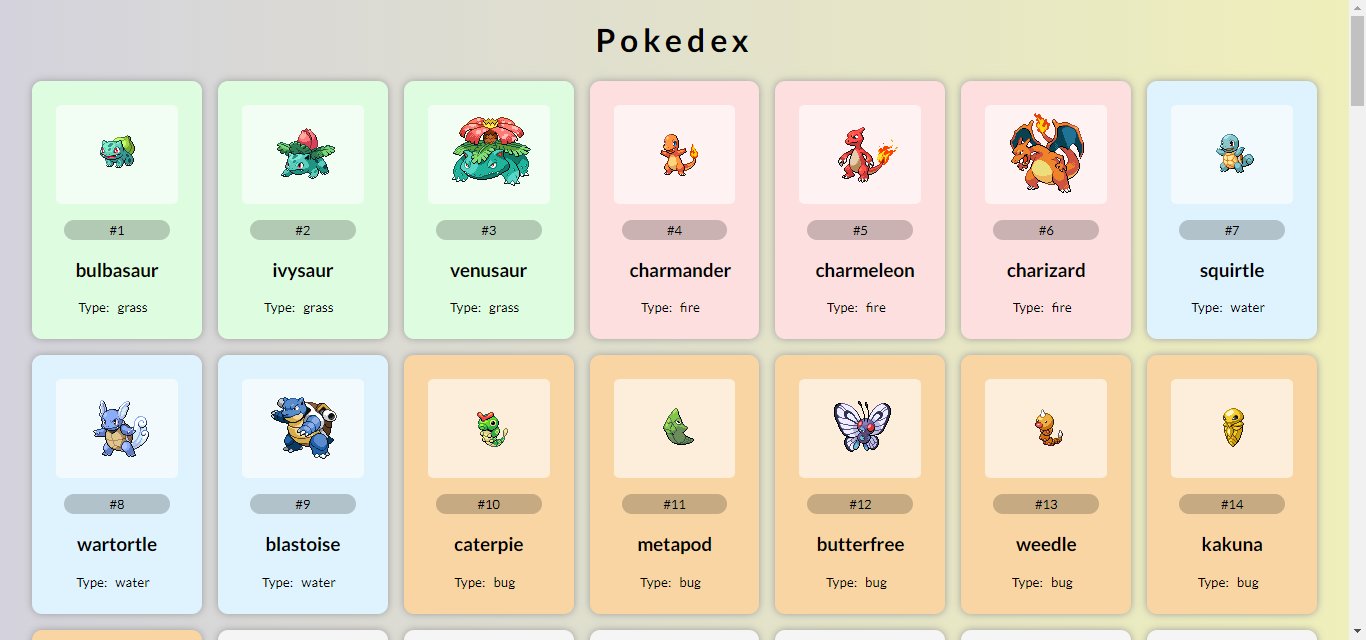 Pokedex
#1 #2 #3 #4 #5 #6 #7
bulbasaur ivysaur venusaur charmander charmeleon charizard squirtle
Type: grass Type: grass Type: grass Type: fire Type: fire Type: fire Type: water
#8 #9 #10 #11 #12 #13 #14
wartortle blastoise caterpie metapod butterfree weedle kakuna
Type: water Type: water Type: bug Type: bug Type: bug Type: bug Type: bug